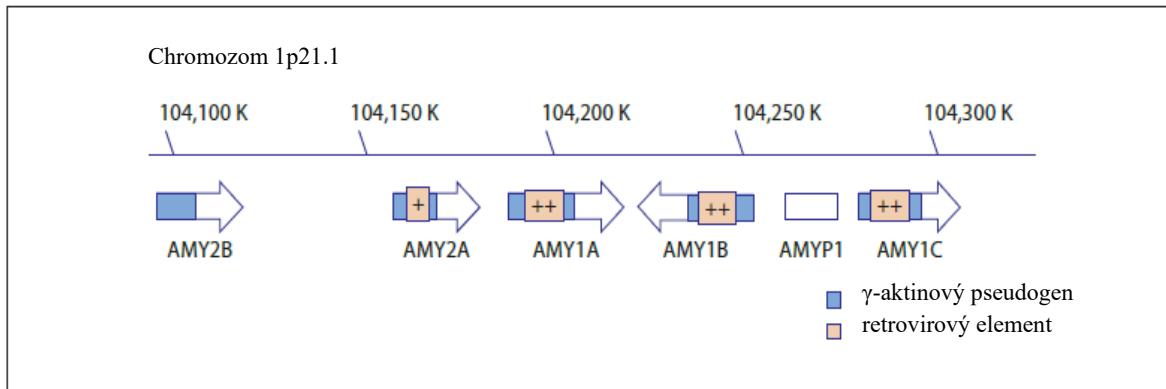 Chromozom 1p21.1
104,100 K 104,150 K 104,200 K 104,250 K 104,300 K
+ ++ ++ ++
AMY2B AMY2A AMY1A AMY1B AMYP1 AMY1C
γ-aktinový pseudogen
retrovirový element